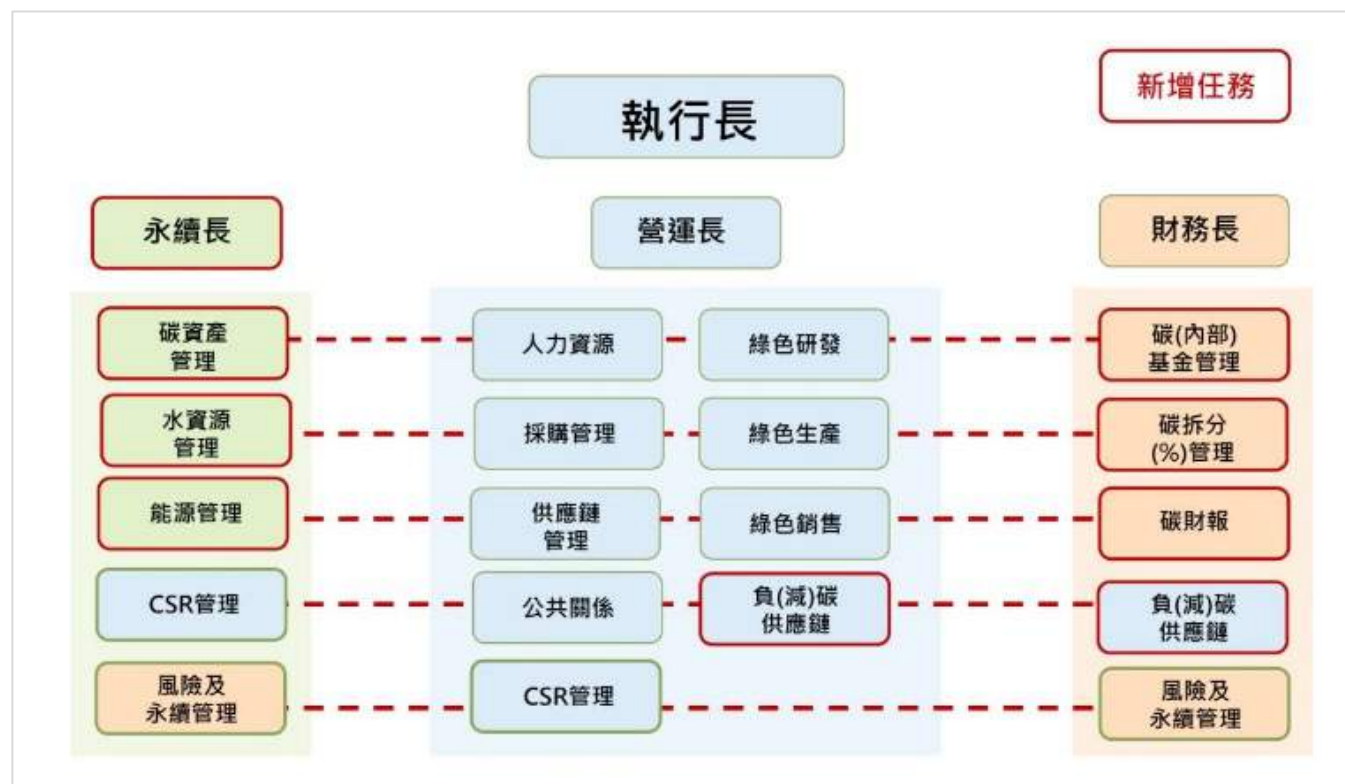 新增任務
執行長
永續長
營運長
財務長
碳資產
管理
人力資源
綠色研發
碳(內部)
基金管理
水資源
管理
採購管理
綠色生產
碳拆分
(%)管理
能源管理
供應鏈
管理
綠色銷售
碳財報
CSR管理
公共關係
負(減)碳
供應鏈
負(減)碳
供應鏈
風險及
永續管理
CSR管理
風險及
永續管理